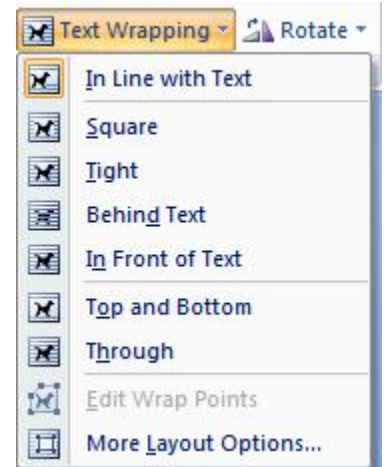 Text Wrapping Rotate
In Line with Text
Square
Tight
Behind Text
In Front of Text
Top and Bottom
Through
Edit Wrap Points
More Layout Options...